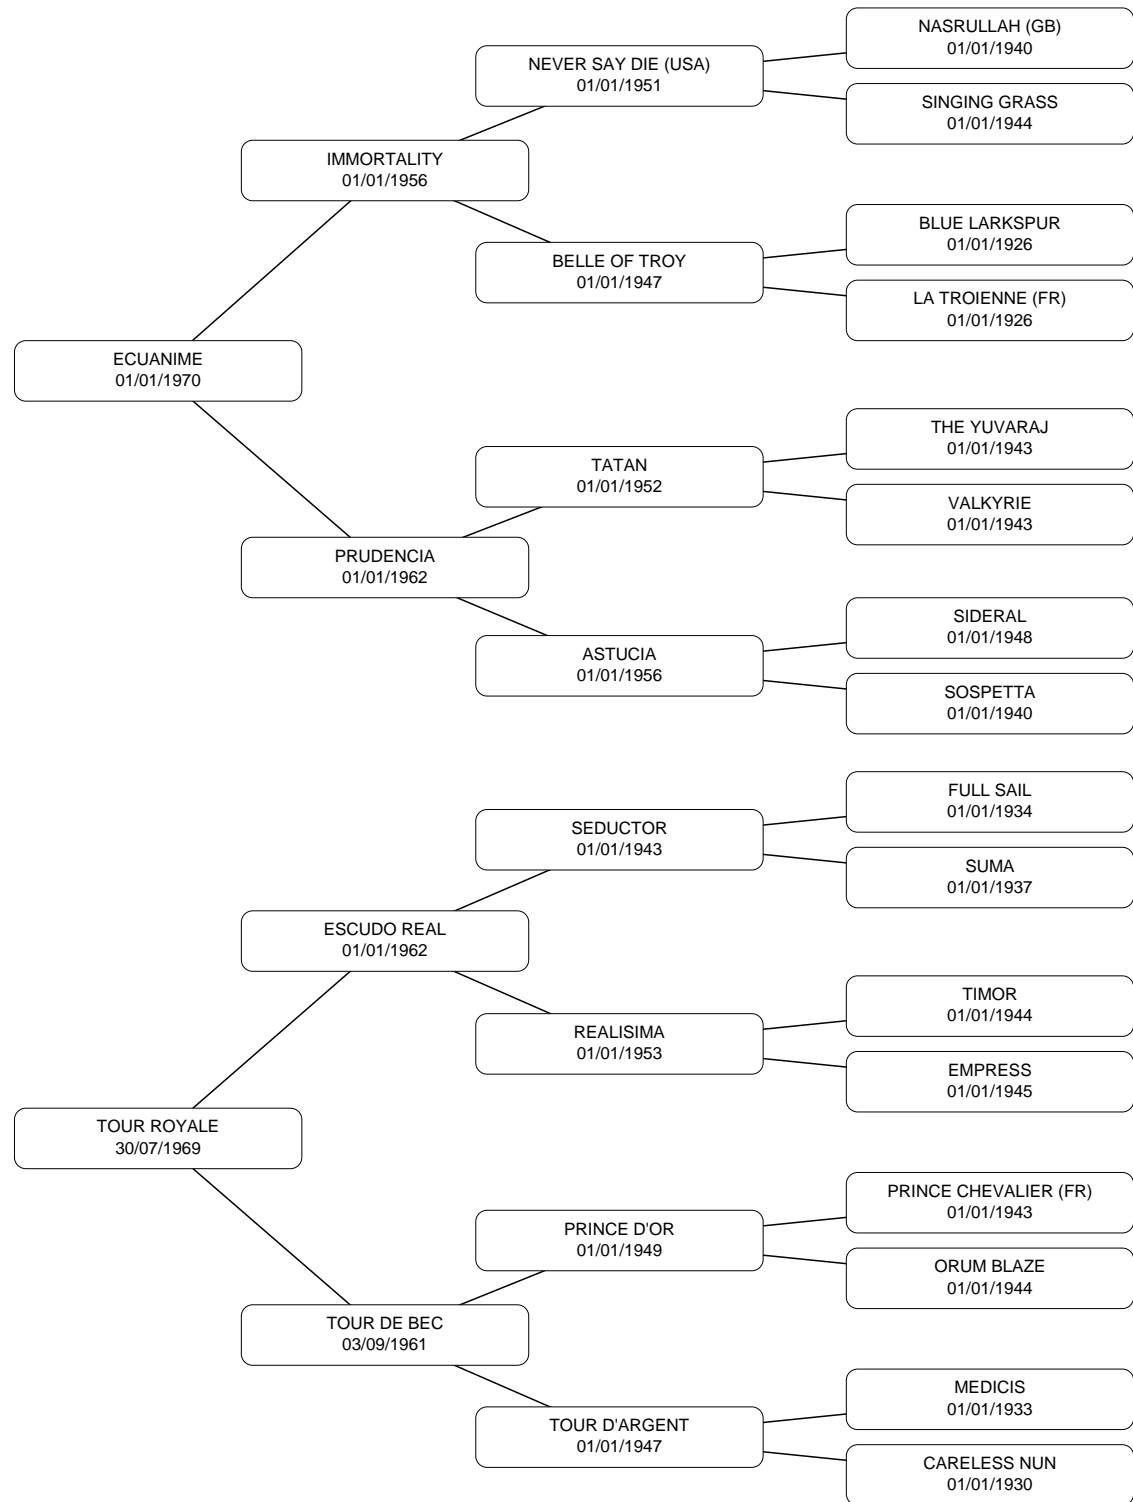 NASRULLAH (GB)
01/01/1940
NEVER SAY DIE (USA)
01/01/1951
SINGING GRASS
01/01/1944
IMMORTALITY
01/01/1956
BLUE LARKSPUR
01/01/1926
BELLE OF TROY
01/01/1947
LA TROIENNE (FR)
01/01/1926
ECUANIME
01/01/1970
THE YUVARAJ
01/01/1943
TATAN
01/01/1952
VALKYRIE
01/01/1943
PRUDENCIA
01/01/1962
SIDERAL
01/01/1948
ASTUCIA
01/01/1956
SOSPETTA
01/01/1940
FULL SAIL
01/01/1934
SEDUCTOR
01/01/1943
SUMA
01/01/1937
ESCUDO REAL
01/01/1962
TIMOR
01/01/1944
REALISIMA
01/01/1953
EMPRESS
01/01/1945
TOUR ROYALE
30/07/1969
PRINCE CHEVALIER (FR)
01/01/1943
PRINCE D'OR
01/01/1949
ORUM BLAZE
01/01/1944
TOUR DE BEC
03/09/1961
MEDICIS
01/01/1933
TOUR D'ARGENT
01/01/1947
CARELESS NUN
01/01/1930